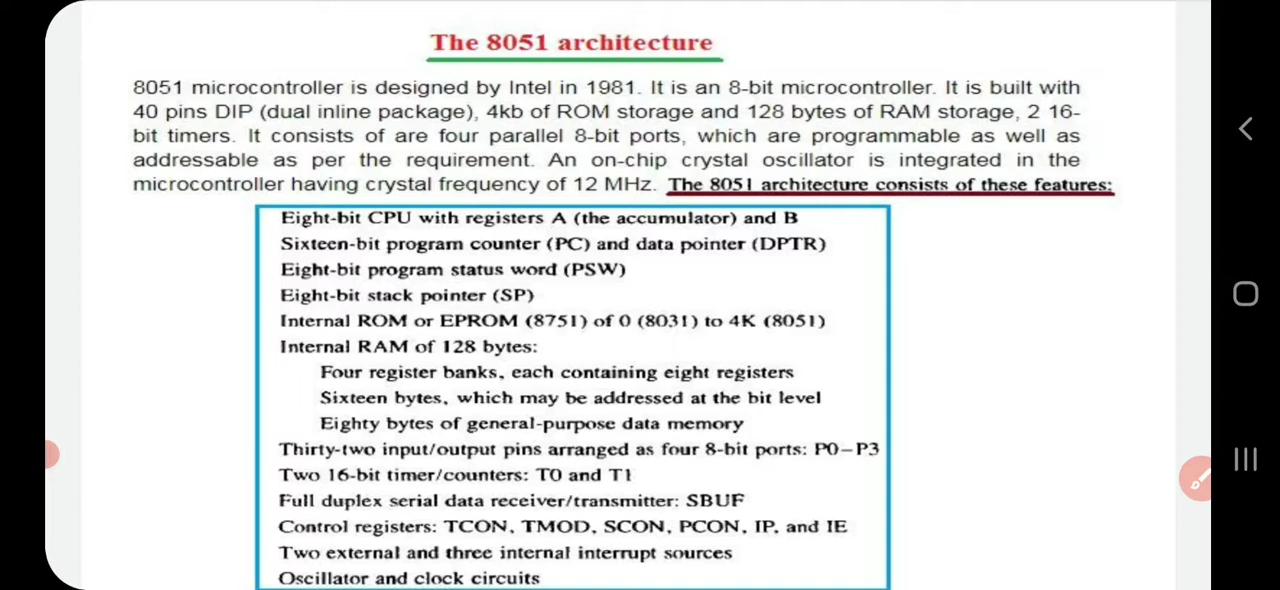 The 8051 architecture
8051 microcontroller is designed by Intel in 1981. It is an 8-bit microcontroller. It is built with
40 pins DIP (dual inline package), 4kb of ROM storage and 128 bytes of RAM storage, 2 16-
bit timers. It consists of are four parallel 8-bit ports, which are programmable as well as
addressable as per the requirement. An on-chip crystal oscillator is integrated in the
microcontroller having crystal frequency of 12 MHz. The 8051 architecture consists of these features:
Eight-bit CPU with registers A (the accumulator) and B
Sixteen-bit program counter (PC) and data pointer (DPTR)
Eight-bit program status word (PSW)
Eight-bit stack pointer (SP)
Internal ROM or EPROM (8751) of 0 (8031) to 4K (8051)
Internal RAM of 128 bytes:
Four register banks, each containing eight registers
Sixteen bytes, which may be addressed at the bit level
Eighty bytes of general-purpose data memory
Thirty-two input/output pins arranged as four 8-bit ports: P0–P3
Two 16-bit timer/counters: T0 and T1
Full duplex serial data receiver/transmitter: SBUF
Control registers: TCON, TMOD, SCON, PCON, IP, and IE
Two external and three internal interrupt sources
Oscillator and clock circuits